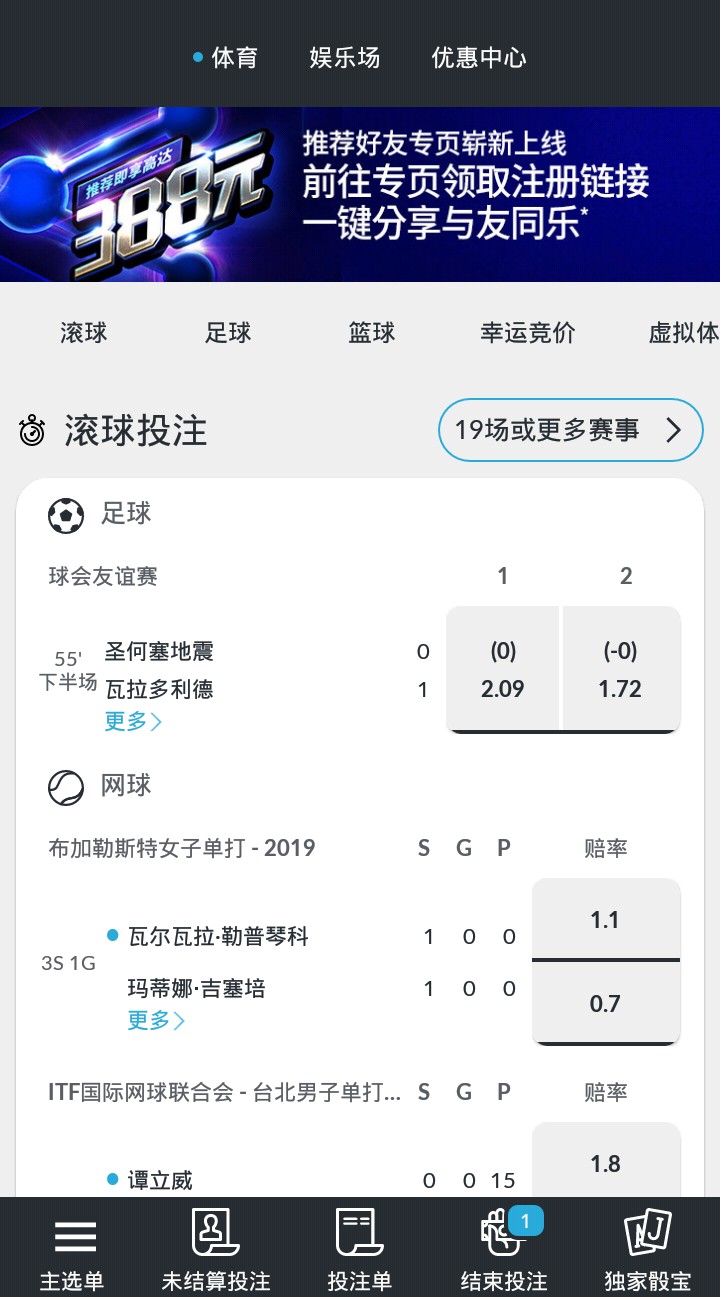 体育 娱乐场 优惠中心
推荐即享高达
388元
推荐好友专页崭新上线
前往专页领取注册链接
一键分享与友同乐*
滚球 足球 篮球 幸运竞价 虚拟体
滚球投注 19场或更多赛事
足球
球会友谊赛 1 2
55' 下半场
圣何塞地震 0 (0) (-0)
瓦拉多利德 1 2.09 1.72
更多
网球
布加勒斯特女子单打 - 2019 S G P 赔率
3S 1G
瓦尔瓦拉·勒普琴科 1 0 0 1.1
玛蒂娜·吉塞培 1 0 0 0.7
更多
ITF国际网球联合会 - 台北男子单打... S G P 赔率
谭立威 0 0 15 1.8
1
主选单 未结算投注 投注单 结束投注 独家骰宝